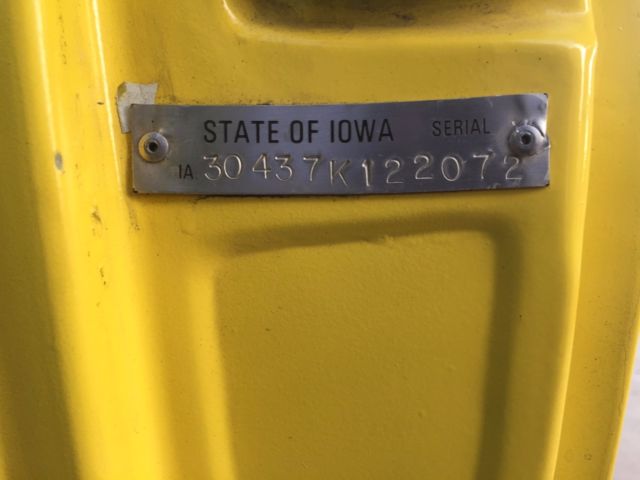 STATE OF IOWA SERIAL
IA 30437K122072